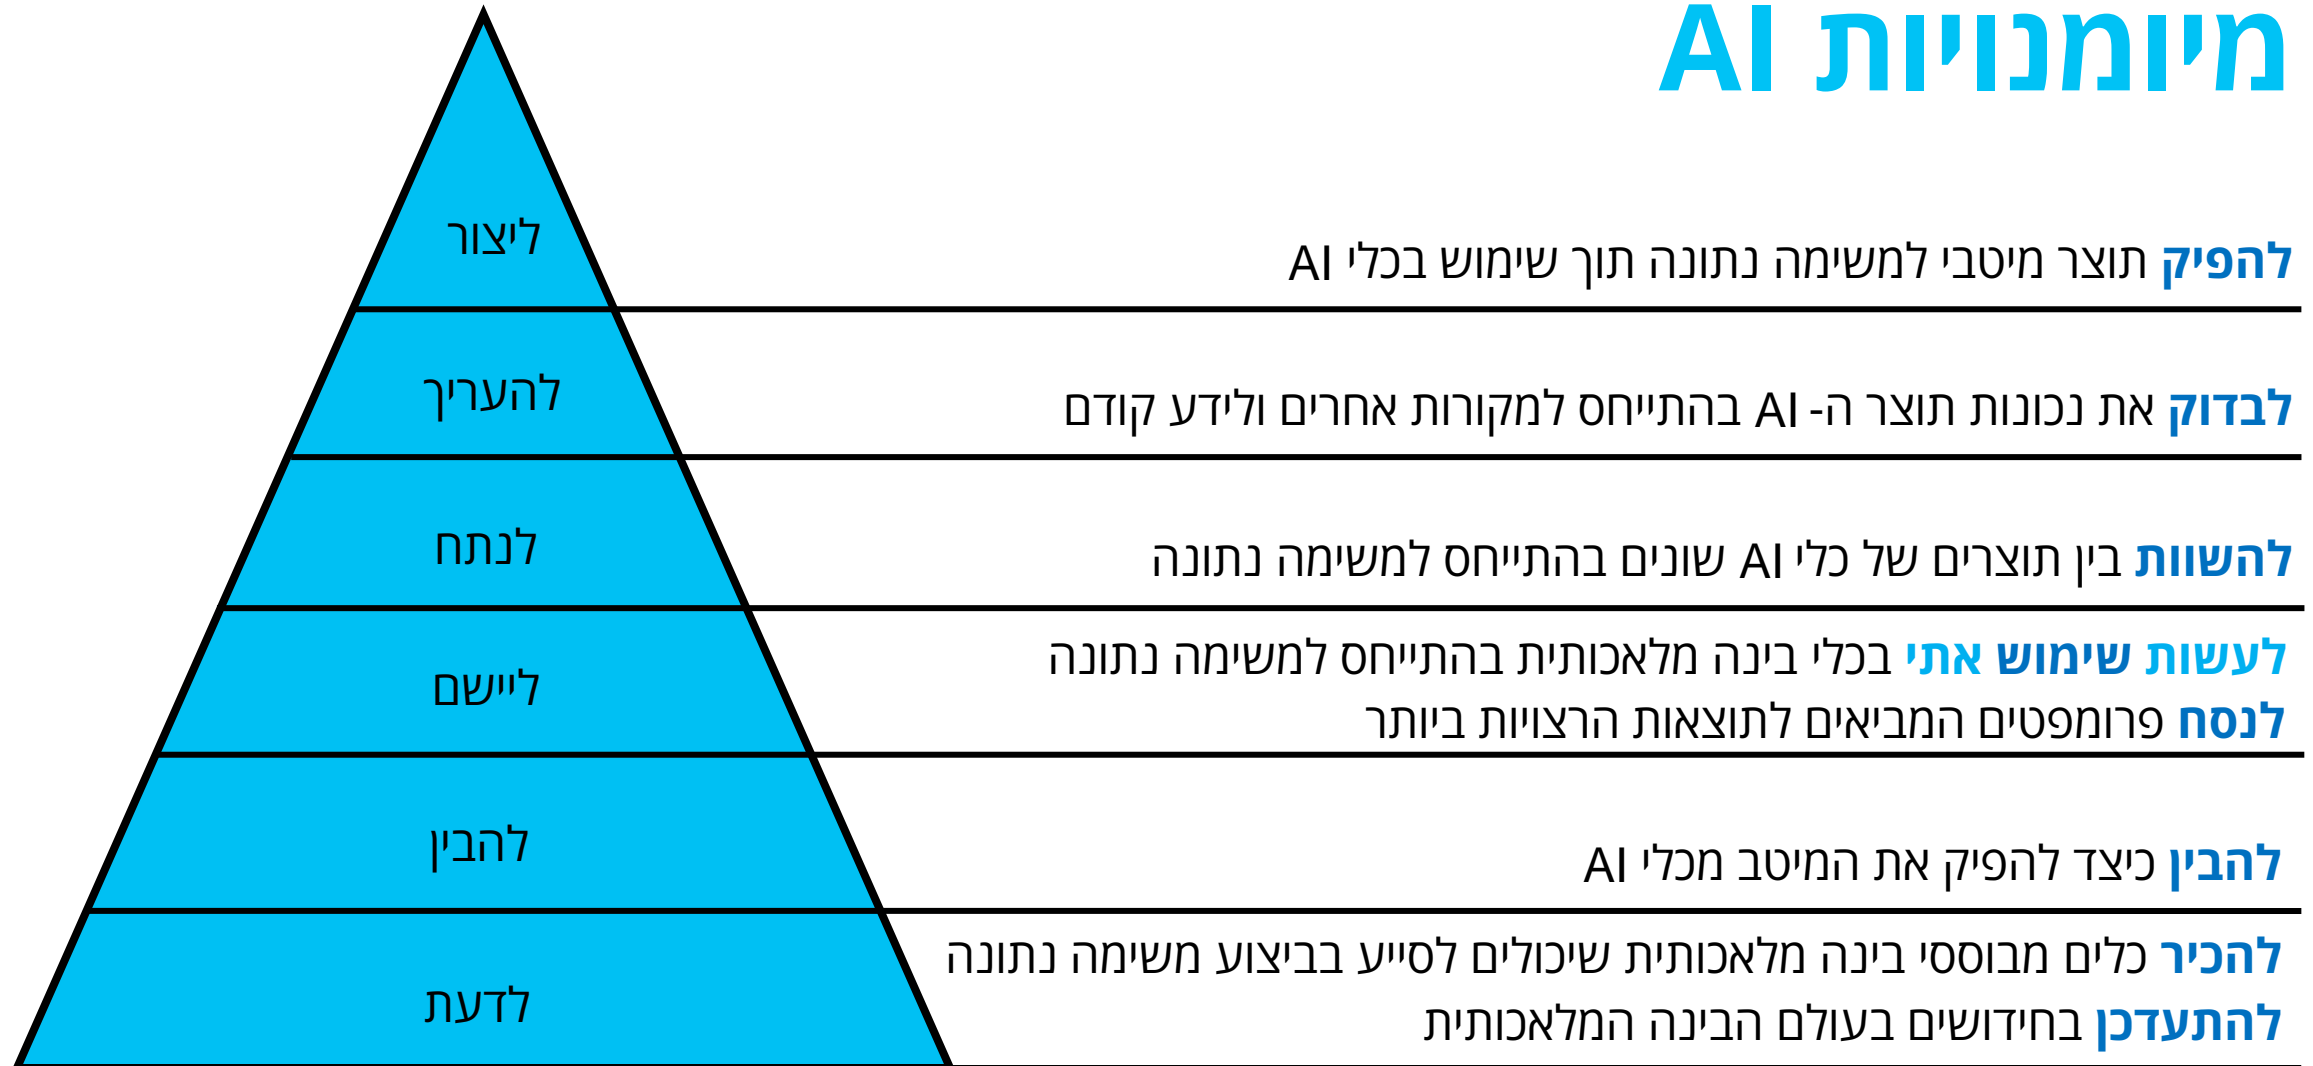 מיומנויות AI
ליצור
להפיק תוצר מיטבי למשימה נתונה תוך שימוש בכלי AI
להעריך
לבדוק את נכונות תוצר ה- AI בהתייחס למקורות אחרים ולידע קודם
לנתח
להשוות בין תוצרים של כלי AI שונים בהתייחס למשימה נתונה
ליישם
לעשות שימוש אתי בכלי בינה מלאכותית בהתייחס למשימה נתונה
לנסח פרומפטים המביאים לתוצאות הרצויות ביותר
להבין
להבין כיצד להפיק את המיטב מכלי AI
לדעת
להכיר כלים מבוססי בינה מלאכותית שיכולים לסייע בביצוע משימה נתונה
להתעדכן בחידושים בעולם הבינה המלאכותית